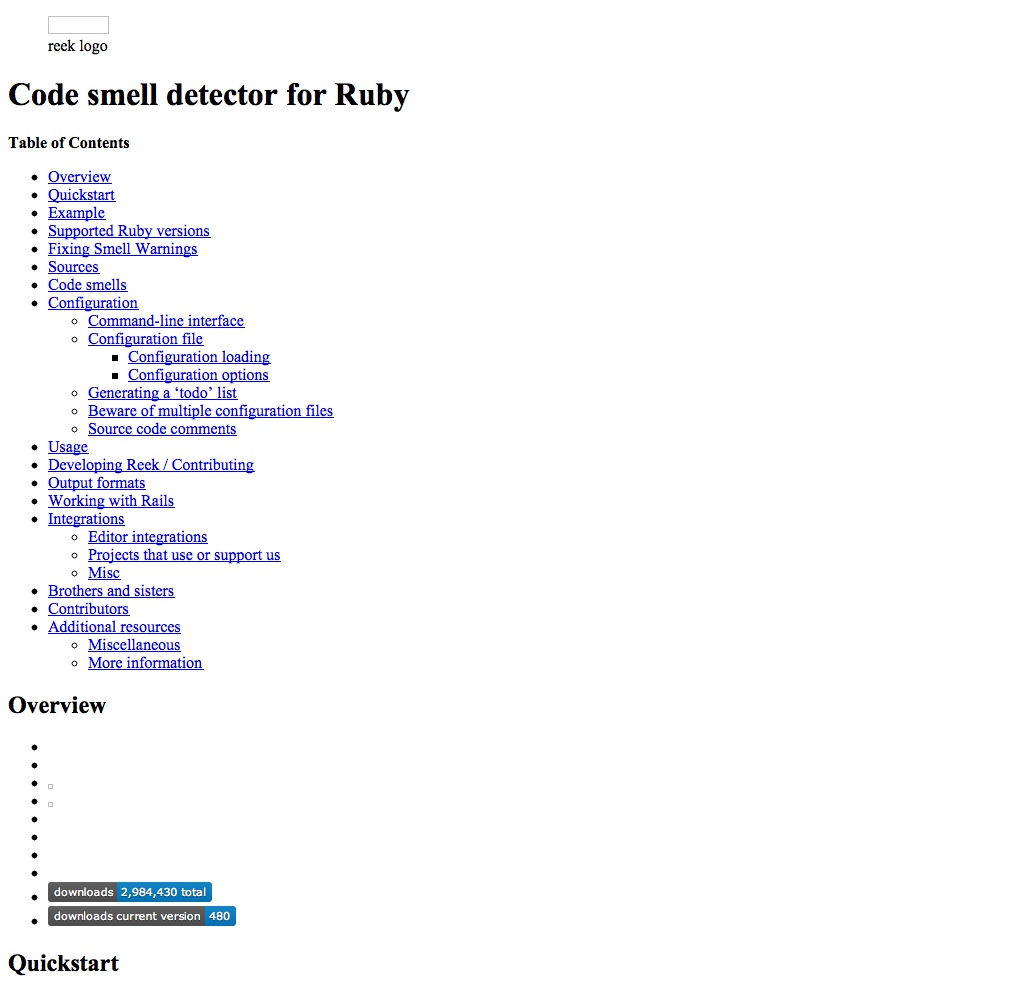 reek logo
Code smell detector for Ruby
Table of Contents
Overview
Quickstart
Example
Supported Ruby versions
Fixing Smell Warnings
Sources
Code smells
Configuration
Command-line interface
Configuration file
Configuration loading
Configuration options
Generating a ‘todo’ list
Beware of multiple configuration files
Source code comments
Usage
Developing Reek / Contributing
Output formats
Working with Rails
Integrations
Editor integrations
Projects that use or support us
Misc
Brothers and sisters
Contributors
Additional resources
Miscellaneous
More information
Overview
downloads 2,984,430 total
downloads current version 480
Quickstart